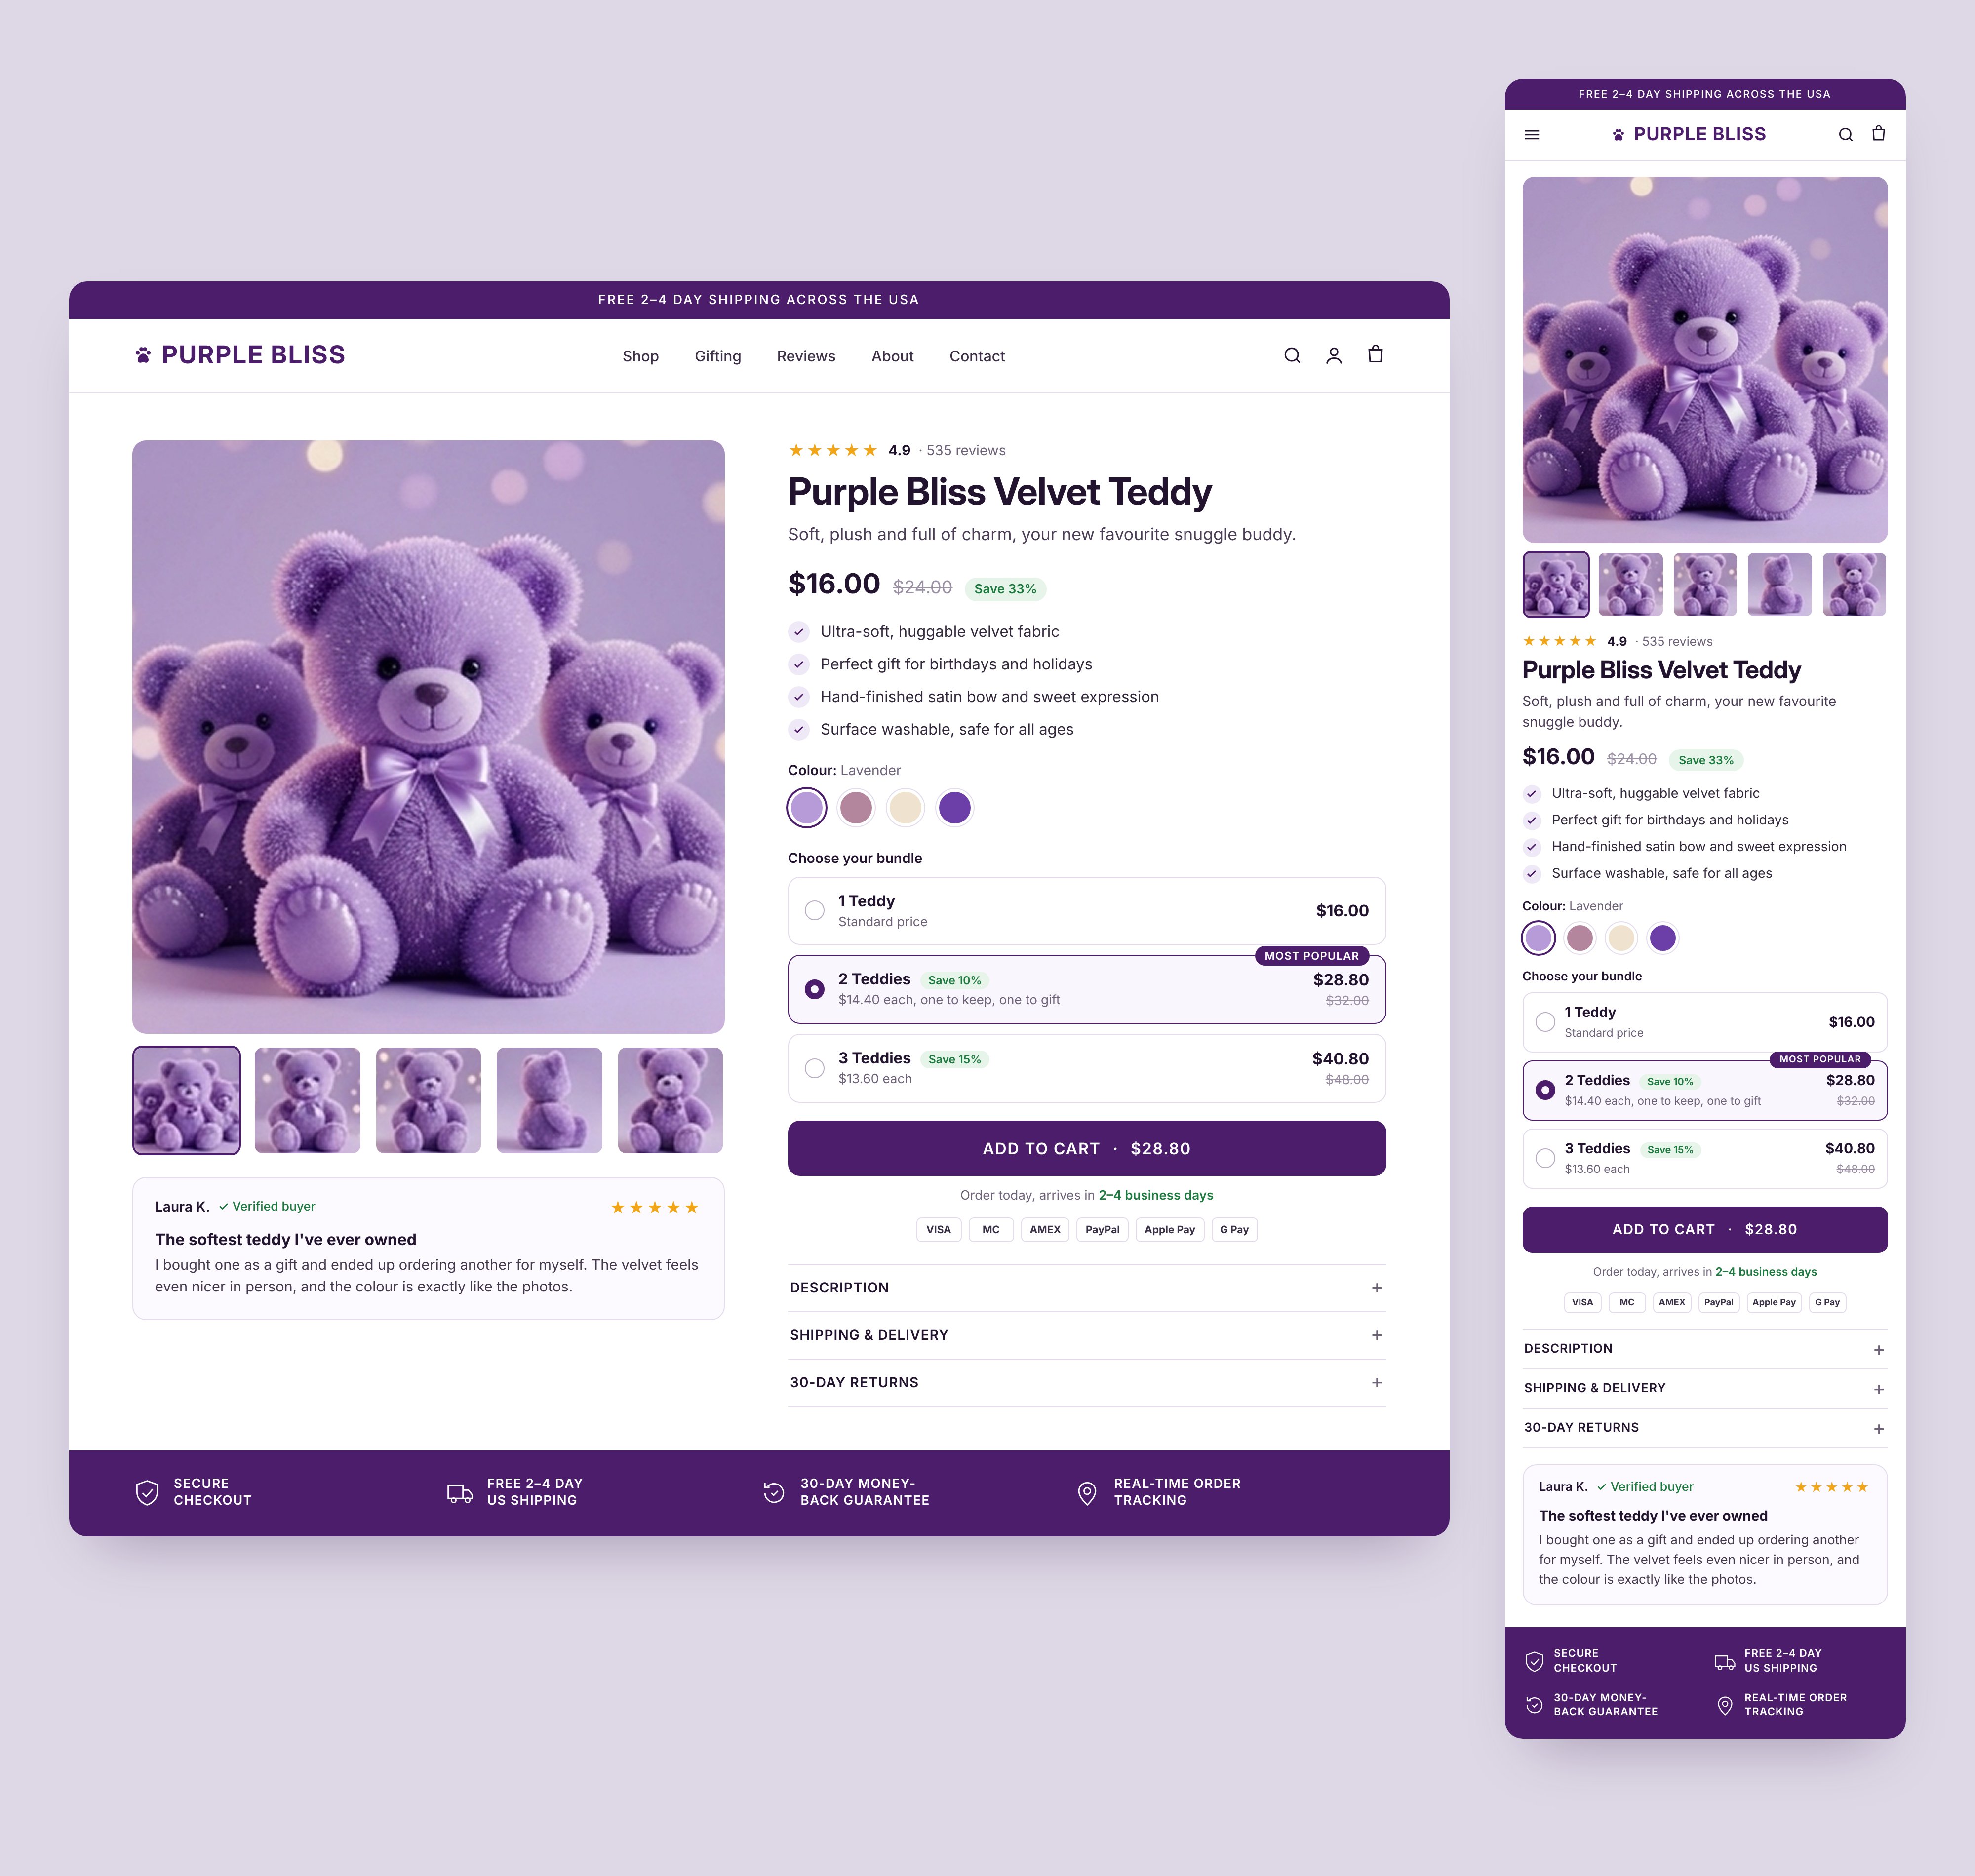 FREE 2–4 DAY SHIPPING ACROSS THE USA
PURPLE BLISS
Shop Gifting Reviews About Contact
★★★★★ 4.9 · 535 reviews
Purple Bliss Velvet Teddy
Soft, plush and full of charm, your new favourite snuggle buddy.
$16.00 $24.00 Save 33%
Ultra-soft, huggable velvet fabric
Perfect gift for birthdays and holidays
Hand-finished satin bow and sweet expression
Surface washable, safe for all ages
Colour: Lavender
Choose your bundle
1 Teddy
Standard price
$16.00
MOST POPULAR
2 Teddies Save 10% $28.80
$14.40 each, one to keep, one to gift $32.00
3 Teddies Save 15% $40.80
$13.60 each $48.00
ADD TO CART · $28.80
Order today, arrives in 2–4 business days
VISA MC AMEX PayPal Apple Pay G Pay
DESCRIPTION +
SHIPPING & DELIVERY +
30-DAY RETURNS +
Laura K. ✓ Verified buyer ★★★★★
The softest teddy I've ever owned
I bought one as a gift and ended up ordering another for myself. The velvet feels
even nicer in person, and the colour is exactly like the photos.
SECURE
CHECKOUT
FREE 2–4 DAY
US SHIPPING
30-DAY MONEY-
BACK GUARANTEE
REAL-TIME ORDER
TRACKING
FREE 2–4 DAY SHIPPING ACROSS THE USA
PURPLE BLISS
★★★★★ 4.9 · 535 reviews
Purple Bliss Velvet Teddy
Soft, plush and full of charm, your new favourite
snuggle buddy.
$16.00 $24.00 Save 33%
Ultra-soft, huggable velvet fabric
Perfect gift for birthdays and holidays
Hand-finished satin bow and sweet expression
Surface washable, safe for all ages
Colour: Lavender
Choose your bundle
1 Teddy
Standard price
$16.00
MOST POPULAR
2 Teddies Save 10% $28.80
$14.40 each, one to keep, one to gift $32.00
3 Teddies Save 15% $40.80
$13.60 each $48.00
ADD TO CART · $28.80
Order today, arrives in 2–4 business days
VISA MC AMEX PayPal Apple Pay G Pay
DESCRIPTION +
SHIPPING & DELIVERY +
30-DAY RETURNS +
Laura K. ✓ Verified buyer ★★★★★
The softest teddy I've ever owned
I bought one as a gift and ended up ordering another
for myself. The velvet feels even nicer in person, and
the colour is exactly like the photos.
SECURE
CHECKOUT
FREE 2–4 DAY
US SHIPPING
30-DAY MONEY-
BACK GUARANTEE
REAL-TIME ORDER
TRACKING